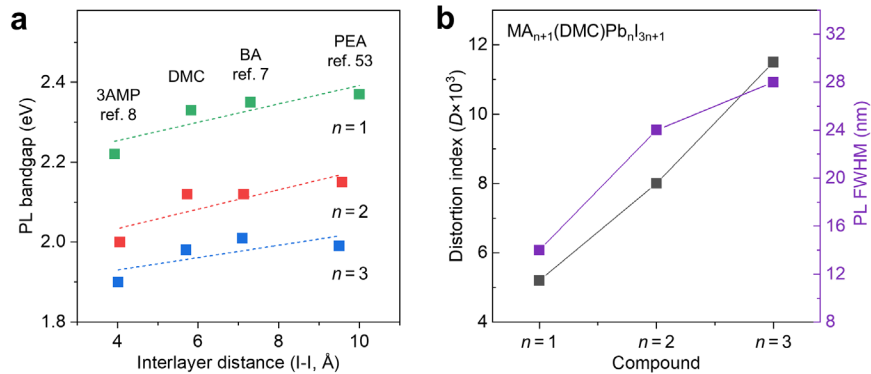 a
PL bandgap (eV)
2.4
2.2
2.0
1.8
4
6
8
10
Interlayer distance (I-I, Å)
3AMP
ref. 8
DMC
BA
ref. 7
PEA
ref. 53
n = 1
n = 2
n = 3
b
MAₙ₊₁(DMC)PbₙI₃ₙ₊₁
Distortion index (D×10³)
12
10
8
6
4
n = 1
n = 2
n = 3
Compound
PL FWHM (nm)
34
32
28
24
20
16
12
8